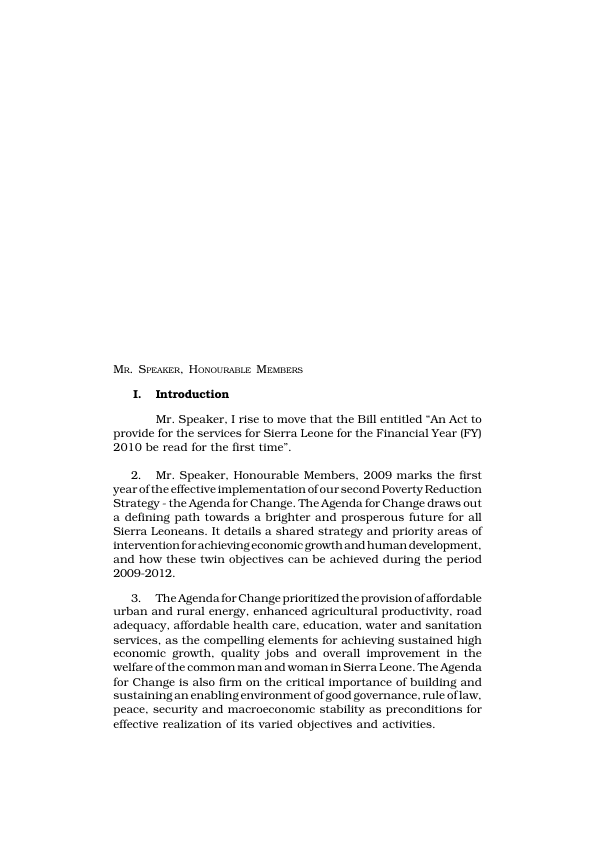 MR. SPEAKER, HONOURABLE MEMBERS
I. Introduction
Mr. Speaker, I rise to move that the Bill entitled “An Act to
provide for the services for Sierra Leone for the Financial Year (FY)
2010 be read for the first time”.
2. Mr. Speaker, Honourable Members, 2009 marks the first
year of the effective implementation of our second Poverty Reduction
Strategy - the Agenda for Change. The Agenda for Change draws out
a defining path towards a brighter and prosperous future for all
Sierra Leoneans. It details a shared strategy and priority areas of
intervention for achieving economic growth and human development,
and how these twin objectives can be achieved during the period
2009-2012.
3. The Agenda for Change prioritized the provision of affordable
urban and rural energy, enhanced agricultural productivity, road
adequacy, affordable health care, education, water and sanitation
services, as the compelling elements for achieving sustained high
economic growth, quality jobs and overall improvement in the
welfare of the common man and woman in Sierra Leone. The Agenda
for Change is also firm on the critical importance of building and
sustaining an enabling environment of good governance, rule of law,
peace, security and macroeconomic stability as preconditions for
effective realization of its varied objectives and activities.